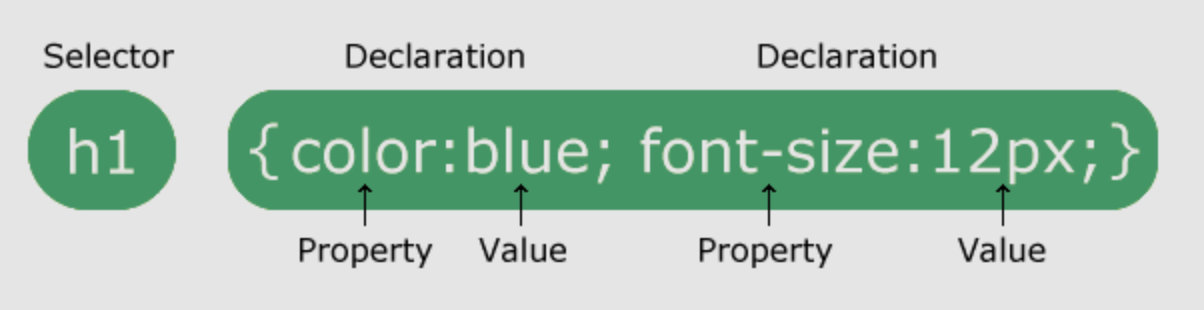 Selector Declaration Declaration
h1 {color:blue; font-size:12px;}
Property Value Property Value